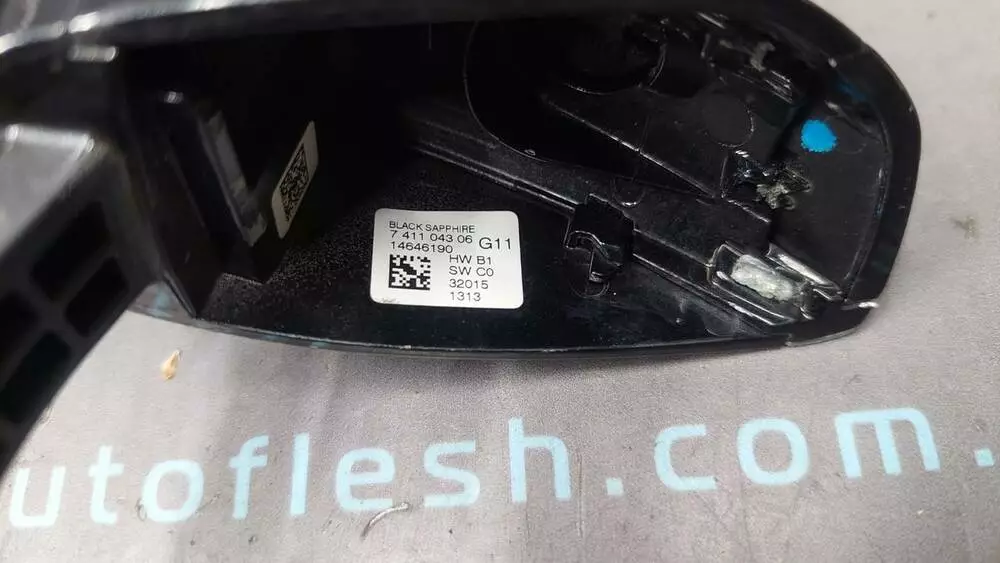 BLACK SAPPHIRE
7 411 043 06 G11
14646190
HW B1
SW C0
32015
1313
utoflesh.com.